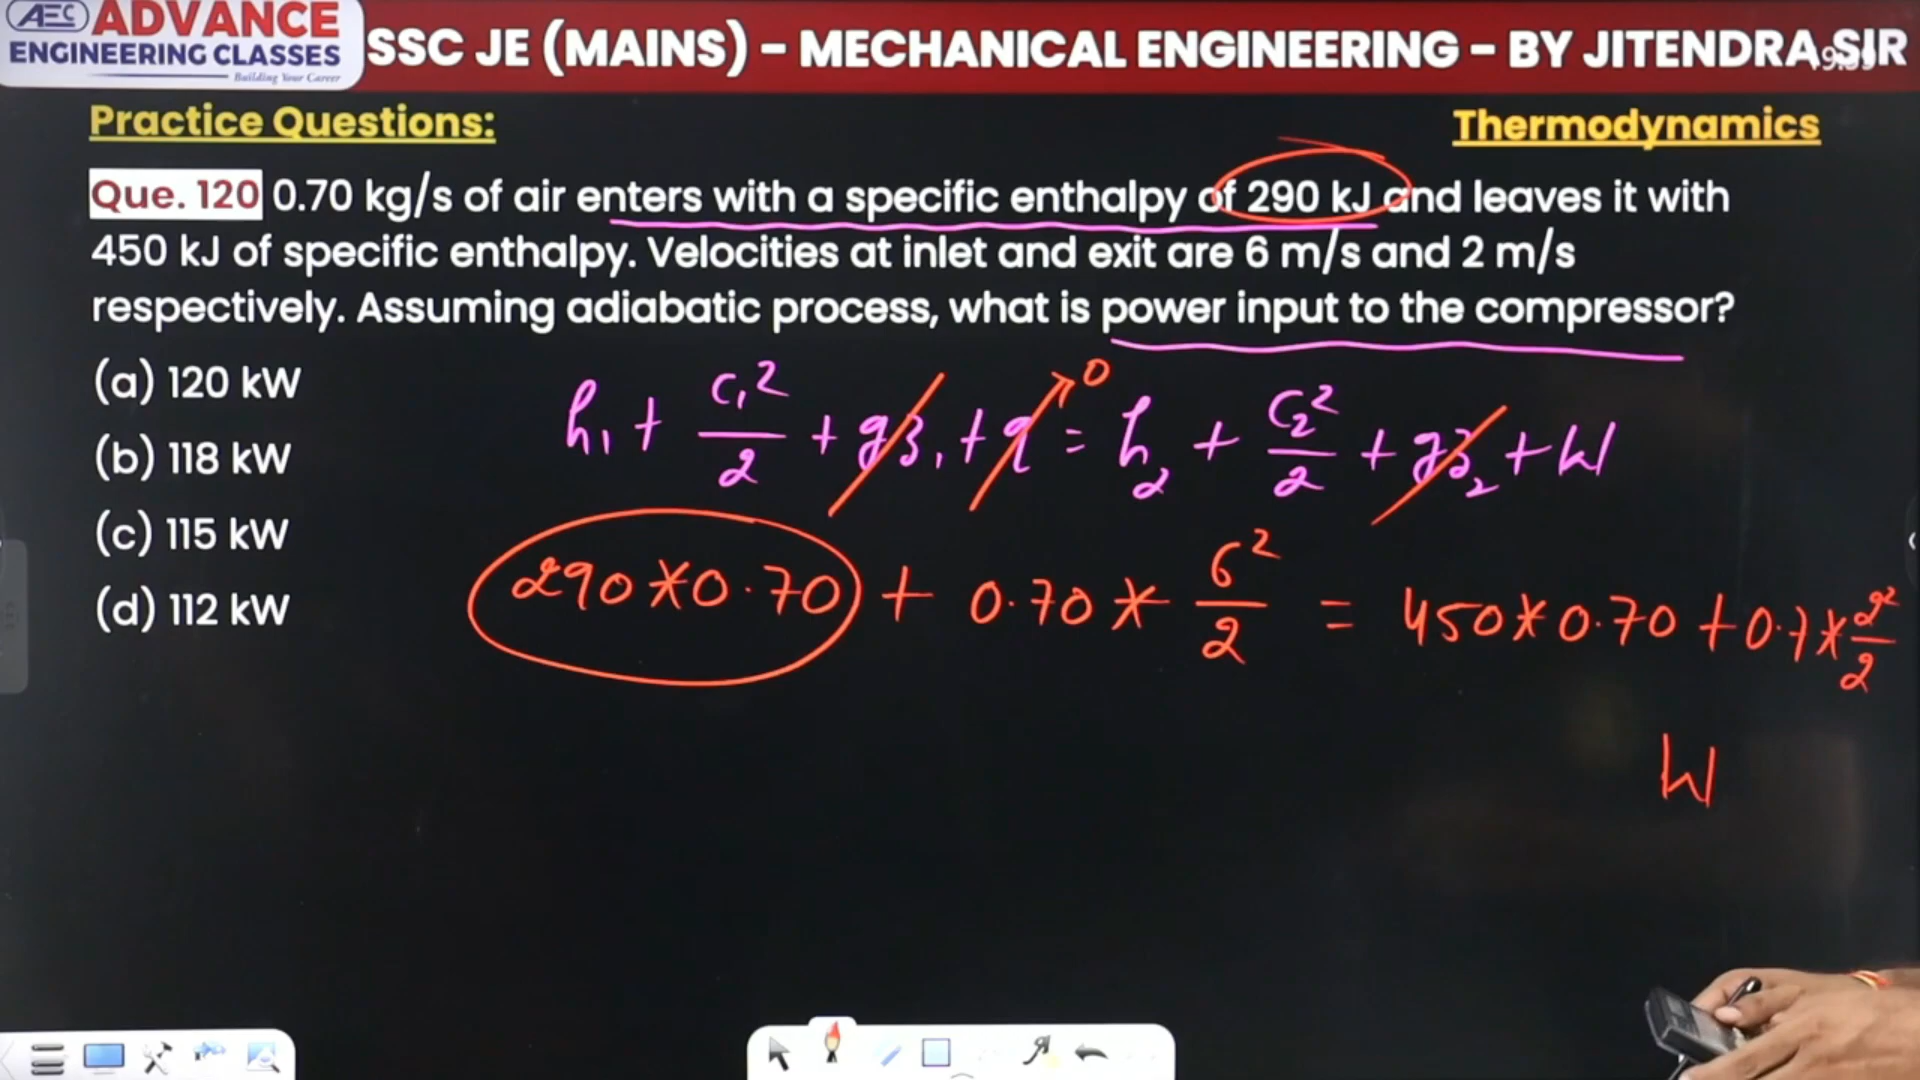 AEC ADVANCE
ENGINEERING CLASSES
Building Your Career
SSC JE (MAINS) - MECHANICAL ENGINEERING - BY JITENDRA SIR
Practice Questions:
Thermodynamics
Que. 120 0.70 kg/s of air enters with a specific enthalpy of 290 kJ and leaves it with
450 kJ of specific enthalpy. Velocities at inlet and exit are 6 m/s and 2 m/s
respectively. Assuming adiabatic process, what is power input to the compressor?
(a) 120 kW
(b) 118 kW
(c) 115 kW
(d) 112 kW
h₁ + c₁²/2 + gz₁ + q = h₂ + c₂²/2 + gz₂ + W
0
290*0.70 + 0.70 * 6²/2 = 450*0.70 + 0.7*2²/2
W